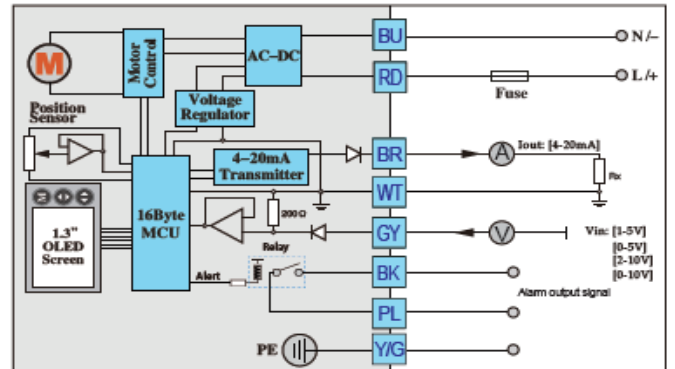 M
Motor
Control
AC-DC
Voltage
Regulator
Position
Sensor
4-20mA
Transmitter
16Byte
MCU
1.3"
OLED
Screen
200Ω
Relay
Alert
PE
BU
RD
BR
WT
GY
BK
PL
Y/G
N/-
L/+
Fuse
A
Iout: [4-20mA]
Rx
V
Vin: [1-5V]
[0-5V]
[2-10V]
[0-10V]
Alarm output signal